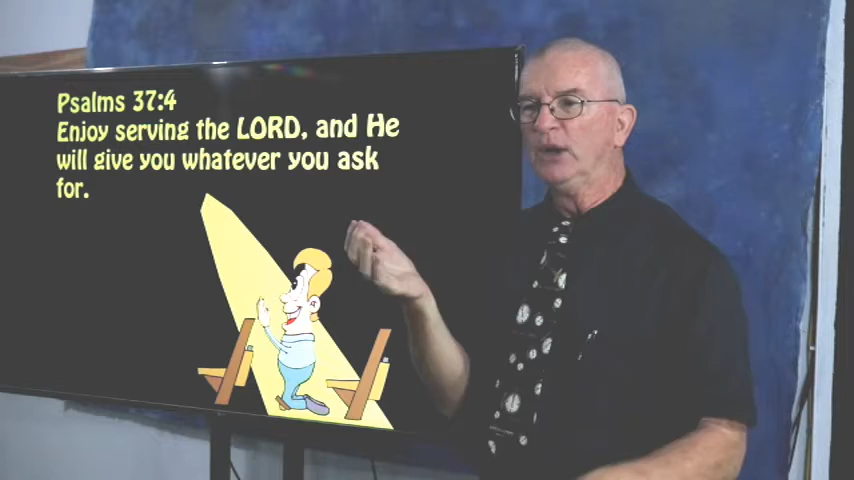 Psalms 37:4
Enjoy serving the LORD, and He
will give you whatever you ask
for.